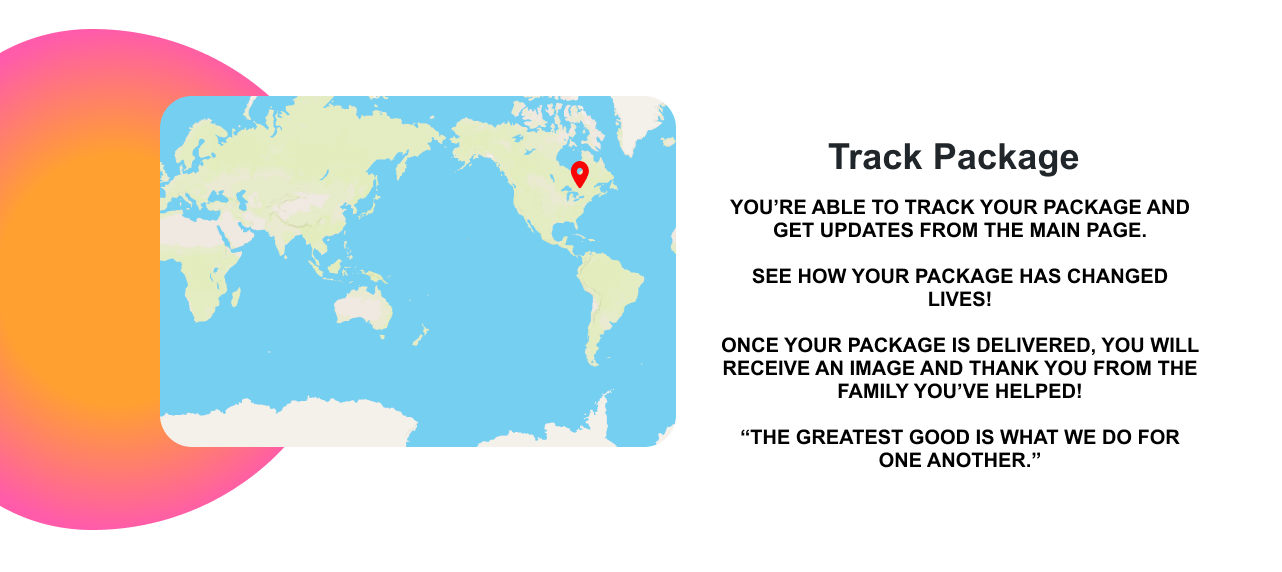 Track Package
YOU’RE ABLE TO TRACK YOUR PACKAGE AND
GET UPDATES FROM THE MAIN PAGE.
SEE HOW YOUR PACKAGE HAS CHANGED
LIVES!
ONCE YOUR PACKAGE IS DELIVERED, YOU WILL
RECEIVE AN IMAGE AND THANK YOU FROM THE
FAMILY YOU’VE HELPED!
“THE GREATEST GOOD IS WHAT WE DO FOR
ONE ANOTHER.”